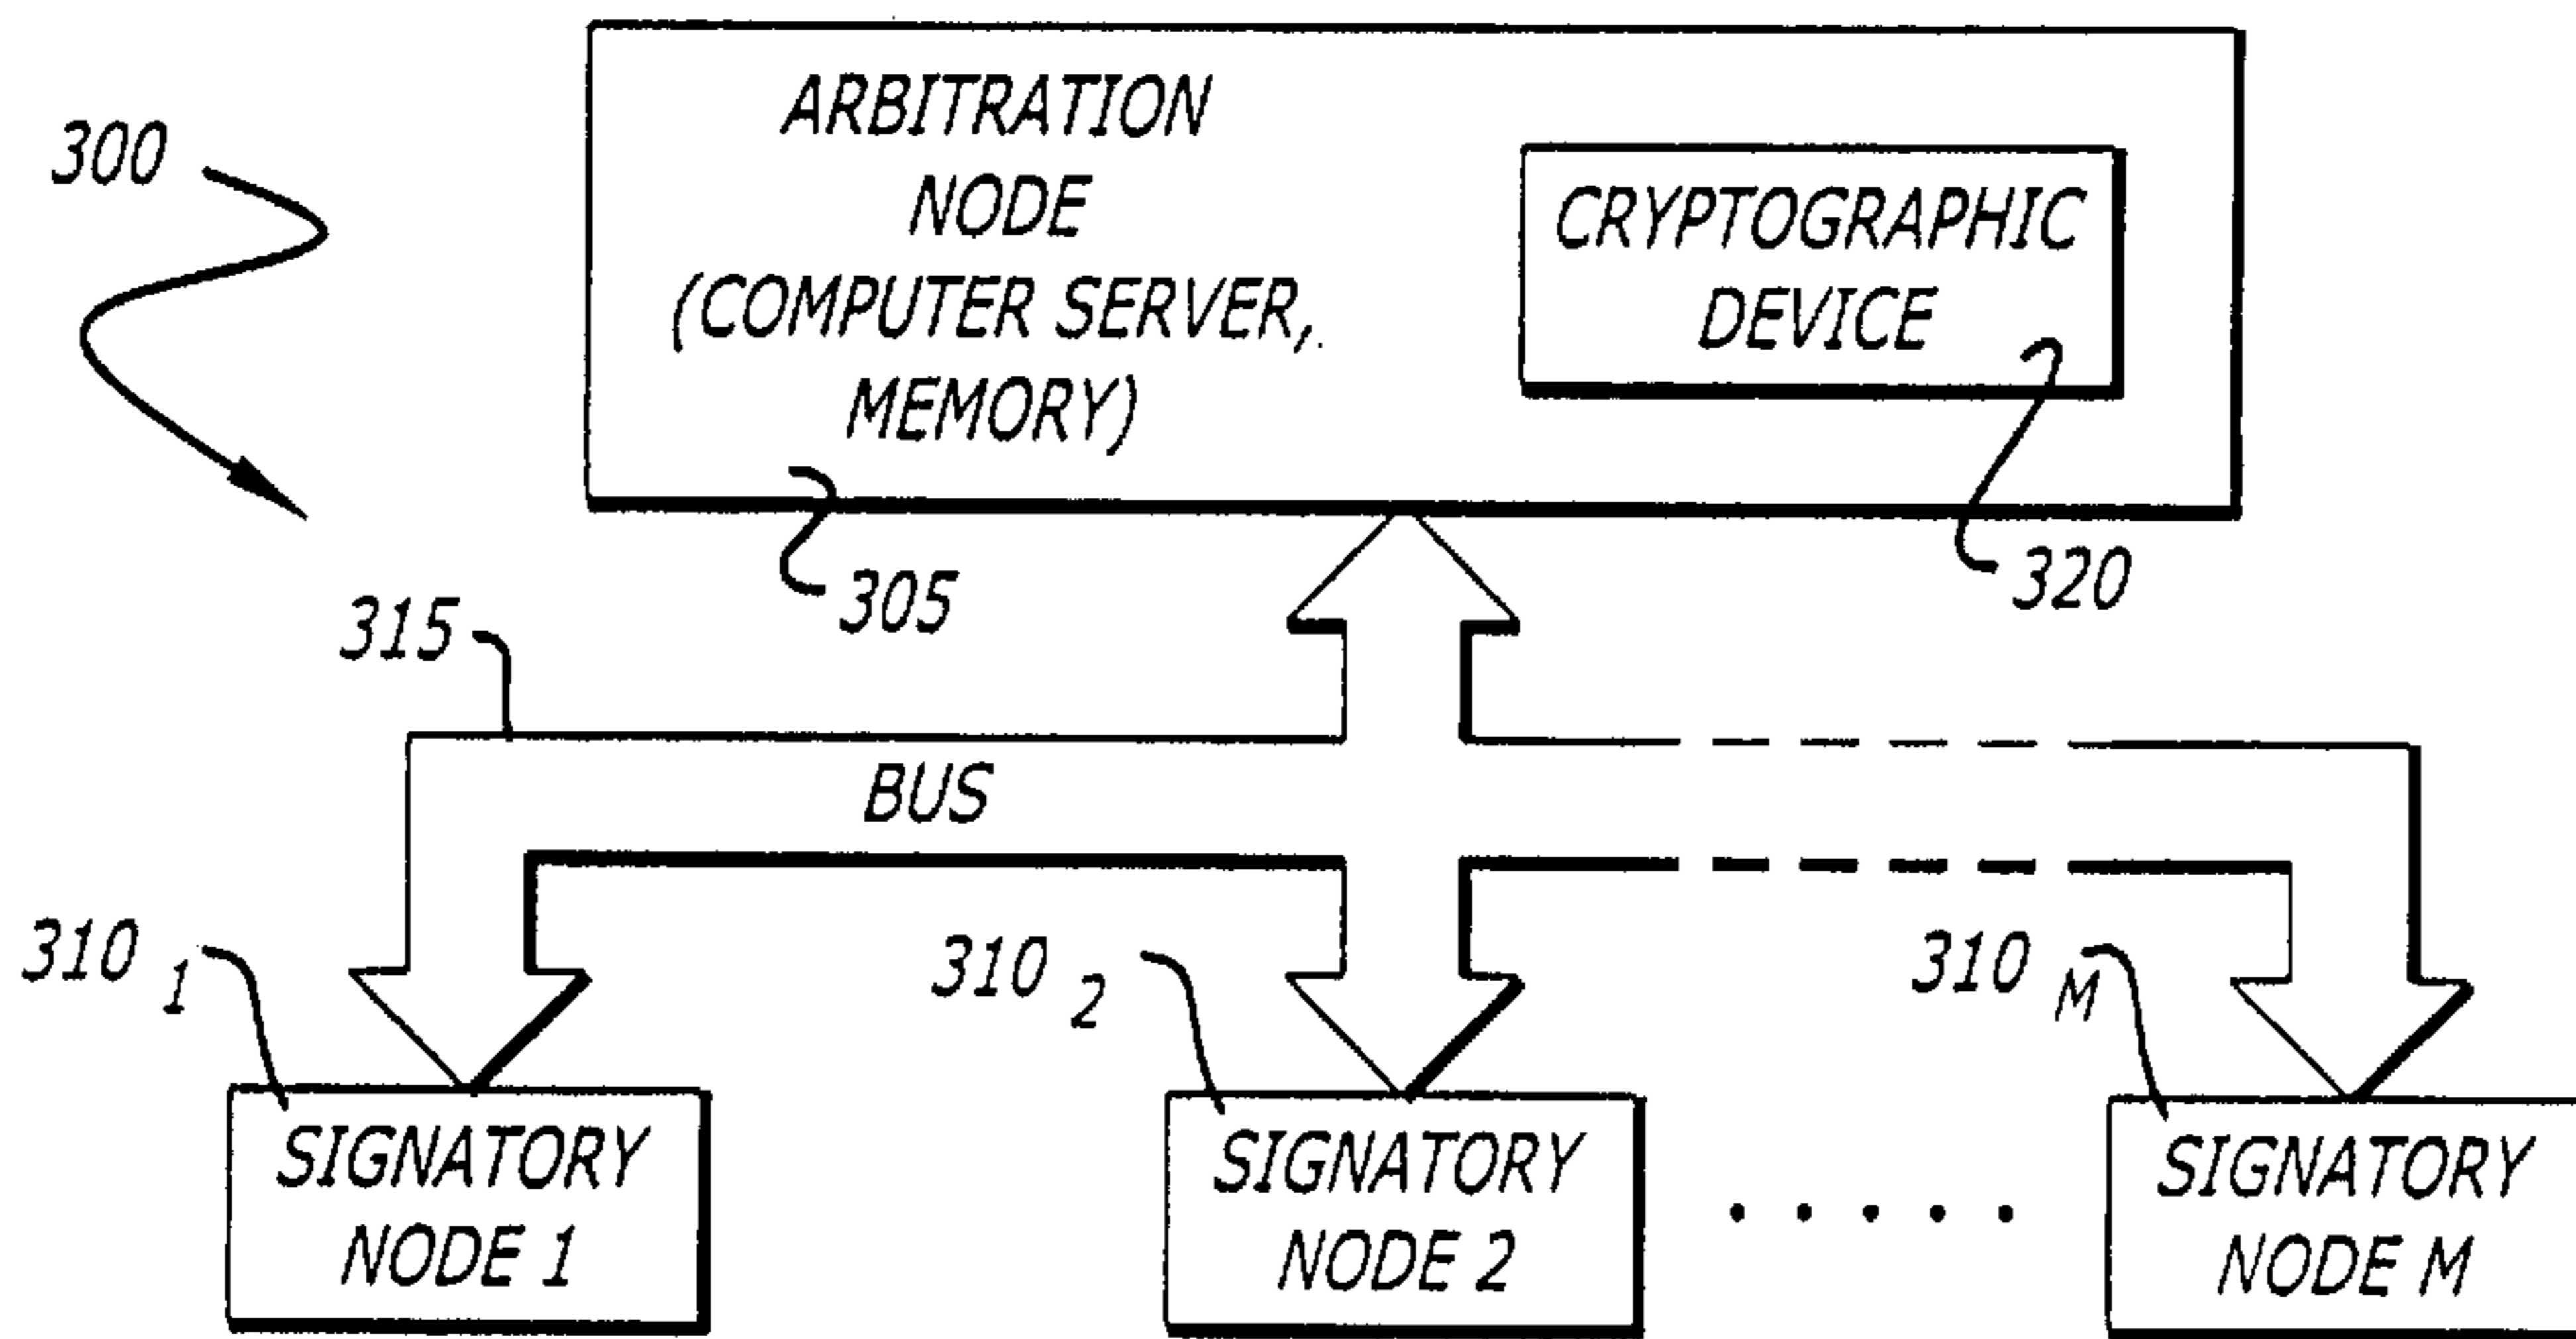 300
ARBITRATION
NODE
(COMPUTER SERVER,
MEMORY)
CRYPTOGRAPHIC
DEVICE
305
320
315
BUS
310 1
310 2
310 M
SIGNATORY
NODE 1
SIGNATORY
NODE 2
SIGNATORY
NODE M